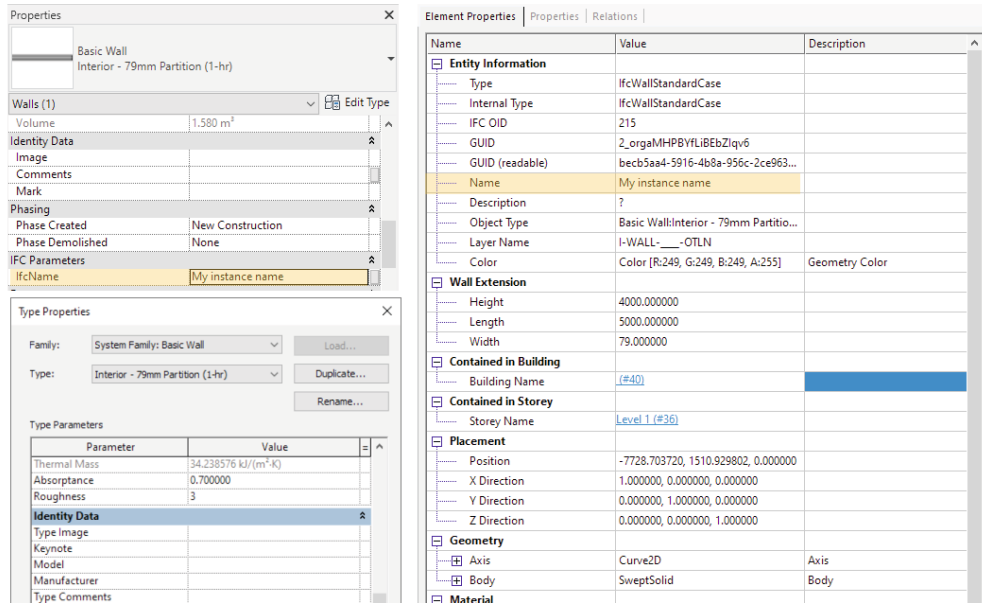 Properties
Basic Wall
Interior - 79mm Partition (1-hr)
Walls (1)
Edit Type
Volume 1.580 m³
Identity Data
Image
Comments
Mark
Phasing
Phase Created New Construction
Phase Demolished None
IFC Parameters
IfcName My instance name
Type Properties
Family: System Family: Basic Wall Load...
Type: Interior - 79mm Partition (1-hr) Duplicate...
Rename...
Type Parameters
Parameter Value =
Thermal Mass 34.238576 kJ/(m²·K)
Absorptance 0.700000
Roughness 3
Identity Data
Type Image
Keynote
Model
Manufacturer
Type Comments
Element Properties Properties Relations
Name Value Description
Entity Information
Type IfcWallStandardCase
Internal Type IfcWallStandardCase
IFC OID 215
GUID 2_orgaMHPBYfLiBEbZIqv6
GUID (readable) becb5aa4-5916-4b8a-956c-2ce963...
Name My instance name
Description ?
Object Type Basic Wall:Interior - 79mm Partitio...
Layer Name I-WALL-___-OTLN
Color Color [R:249, G:249, B:249, A:255] Geometry Color
Wall Extension
Height 4000.000000
Length 5000.000000
Width 79.000000
Contained in Building
Building Name (#40)
Contained in Storey
Storey Name Level 1 (#36)
Placement
Position -7728.703720, 1510.929802, 0.000000
X Direction 1.000000, 0.000000, 0.000000
Y Direction 0.000000, 1.000000, 0.000000
Z Direction 0.000000, 0.000000, 1.000000
Geometry
Axis Curve2D Axis
Body SweptSolid Body
Material